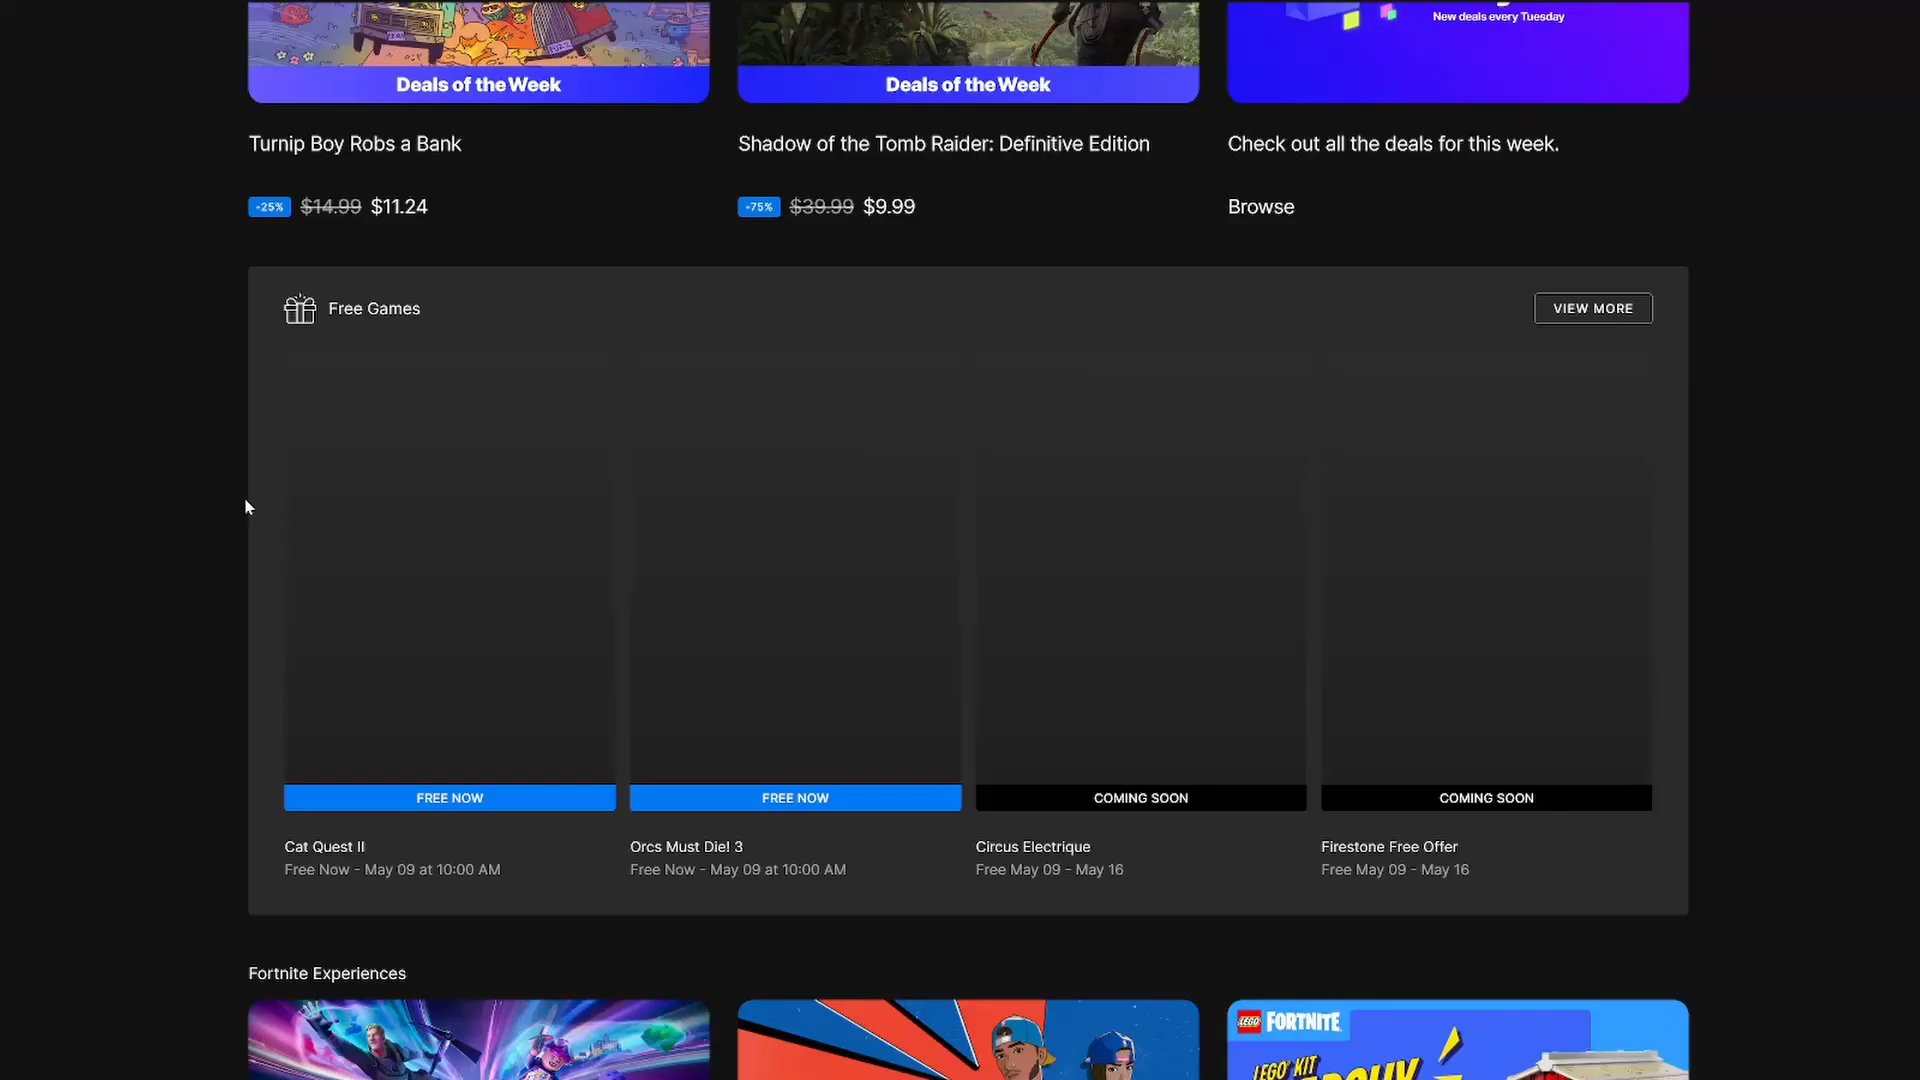 New deals every Tuesday
Deals of the Week
Deals of the Week
Turnip Boy Robs a Bank
Shadow of the Tomb Raider: Definitive Edition
Check out all the deals for this week.
-25% $14.99 $11.24
-75% $39.99 $9.99
Browse
Free Games
VIEW MORE
FREE NOW
FREE NOW
COMING SOON
COMING SOON
Cat Quest II
Free Now - May 09 at 10:00 AM
Orcs Must Die! 3
Free Now - May 09 at 10:00 AM
Circus Electrique
Free May 09 - May 16
Firestone Free Offer
Free May 09 - May 16
Fortnite Experiences
LEGO FORTNITE
LEGO® KIT